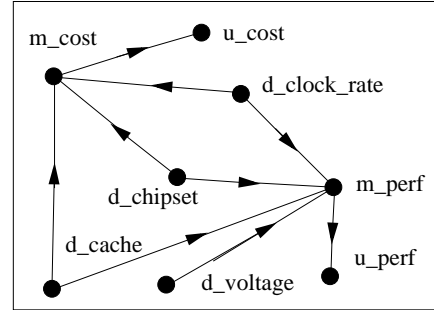 u_cost
m_cost
d_clock_rate
m_perf
d_chipset
d_cache
u_perf
d_voltage